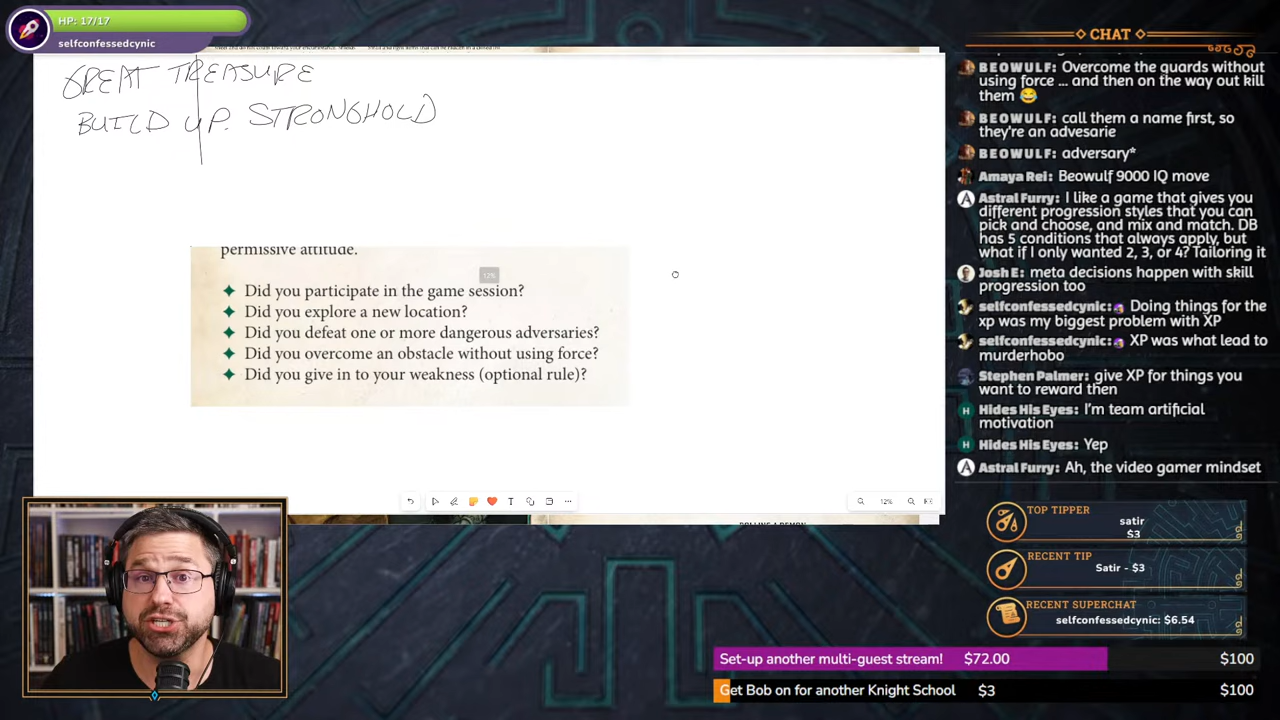 HP: 17/17
selfconfessedcynic
GREAT TREASURE
BUILD UP. STRONGHOLD
permissive attitude.
12%
✦ Did you participate in the game session?
✦ Did you explore a new location?
✦ Did you defeat one or more dangerous adversaries?
✦ Did you overcome an obstacle without using force?
✦ Did you give in to your weakness (optional rule)?
T
12%
CHAT
BEOWULF: Overcome the guards without
using force ... and then on the way out kill
them 😂
BEOWULF: call them a name first, so
they're an advesarie
BEOWULF: adversary*
Amaya Rei: Beowulf 9000 IQ move
A Astral Furry: I like a game that gives you
different progression styles that you can
pick and choose, and mix and match. DB
has 5 conditions that always apply, but
what if I only wanted 2, 3, or 4? Tailoring it
Josh E: meta decisions happen with skill
progression too
selfconfessedcynic: Doing things for the
xp was my biggest problem with XP
selfconfessedcynic: XP was what lead to
murderhobo
Stephen Palmer: give XP for things you
want to reward then
H Hides His Eyes: I'm team artificial
motivation
H Hides His Eyes: Yep
A Astral Furry: Ah, the video gamer mindset
TOP TIPPER
satir
$3
RECENT TIP
Satir - $3
RECENT SUPERCHAT
selfconfessedcynic: $6.54
Set-up another multi-guest stream! $72.00 $100
Get Bob on for another Knight School $3 $100